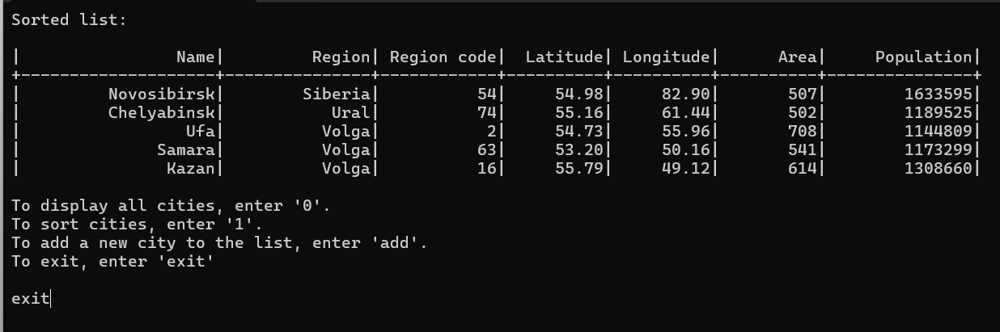 Sorted list:
|                    Name|         Region| Region code|  Latitude| Longitude|      Area|     Population|
+--------------------+---------------+------------+----------+----------+----------+---------------+
|         Novosibirsk|        Siberia|          54|     54.98|     82.90|       507|        1633595|
|         Chelyabinsk|           Ural|          74|     55.16|     61.44|       502|        1189525|
|                 Ufa|          Volga|           2|     54.73|     55.96|       708|        1144809|
|              Samara|          Volga|          63|     53.20|     50.16|       541|        1173299|
|               Kazan|          Volga|          16|     55.79|     49.12|       614|        1308660|
To display all cities, enter '0'.
To sort cities, enter '1'.
To add a new city to the list, enter 'add'.
To exit, enter 'exit'
exit